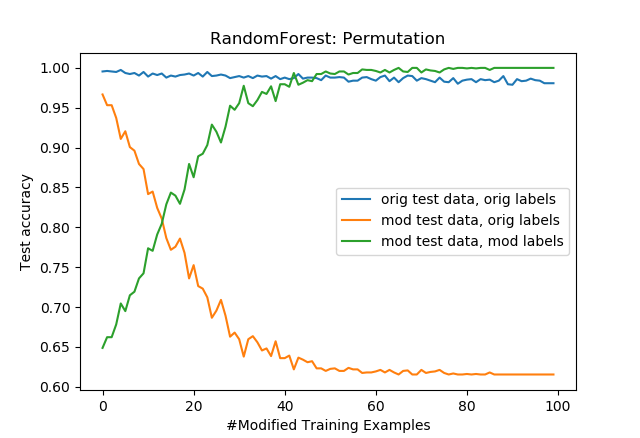 RandomForest: Permutation
Test accuracy
1.00
0.95
0.90
0.85
0.80
0.75
0.70
0.65
0.60
orig test data, orig labels
mod test data, orig labels
mod test data, mod labels
0 20 40 60 80 100
#Modified Training Examples